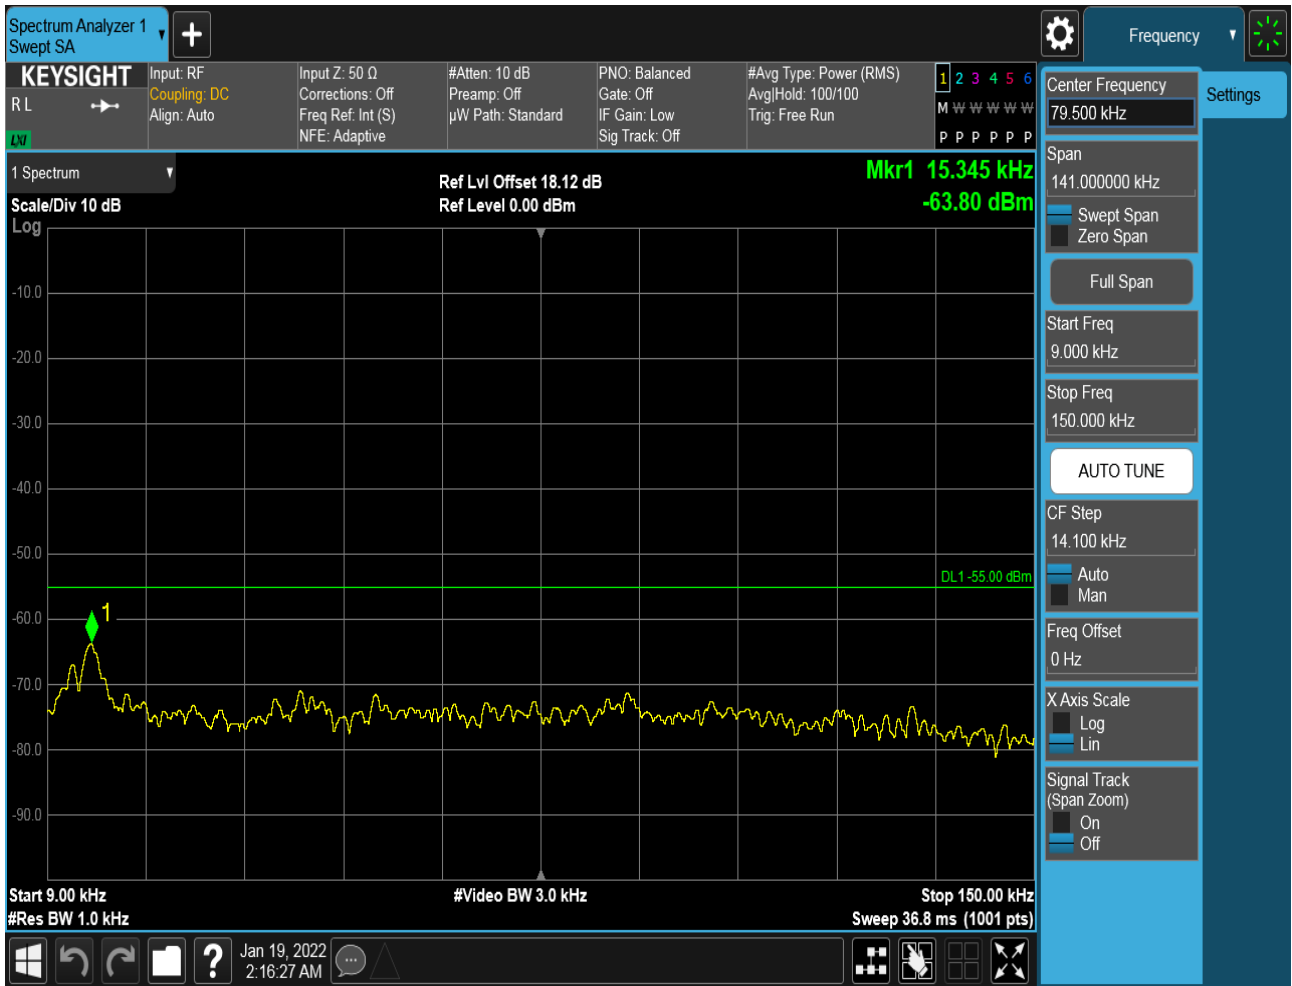 Spectrum Analyzer 1
Swept SA
Frequency
KEYSIGHT
R L
LXI
Input: RF
Coupling: DC
Align: Auto
Input Z: 50 Ω
Corrections: Off
Freq Ref: Int (S)
NFE: Adaptive
#Atten: 10 dB
Preamp: Off
µW Path: Standard
PNO: Balanced
Gate: Off
IF Gain: Low
Sig Track: Off
#Avg Type: Power (RMS)
Avg|Hold: 100/100
Trig: Free Run
1 2 3 4 5 6
M W W W W W
P P P P P P
1 Spectrum
Scale/Div 10 dB
Log
Ref Lvl Offset 18.12 dB
Ref Level 0.00 dBm
Mkr1 15.345 kHz
-63.80 dBm
-10.0
-20.0
-30.0
-40.0
-50.0
-60.0
-70.0
-80.0
-90.0
DL1 -55.00 dBm
1
Start 9.00 kHz
#Res BW 1.0 kHz
#Video BW 3.0 kHz
Stop 150.00 kHz
Sweep 36.8 ms (1001 pts)
Jan 19, 2022
2:16:27 AM
Center Frequency
79.500 kHz
Settings
Span
141.000000 kHz
Swept Span
Zero Span
Full Span
Start Freq
9.000 kHz
Stop Freq
150.000 kHz
AUTO TUNE
CF Step
14.100 kHz
Auto
Man
Freq Offset
0 Hz
X Axis Scale
Log
Lin
Signal Track
(Span Zoom)
On
Off